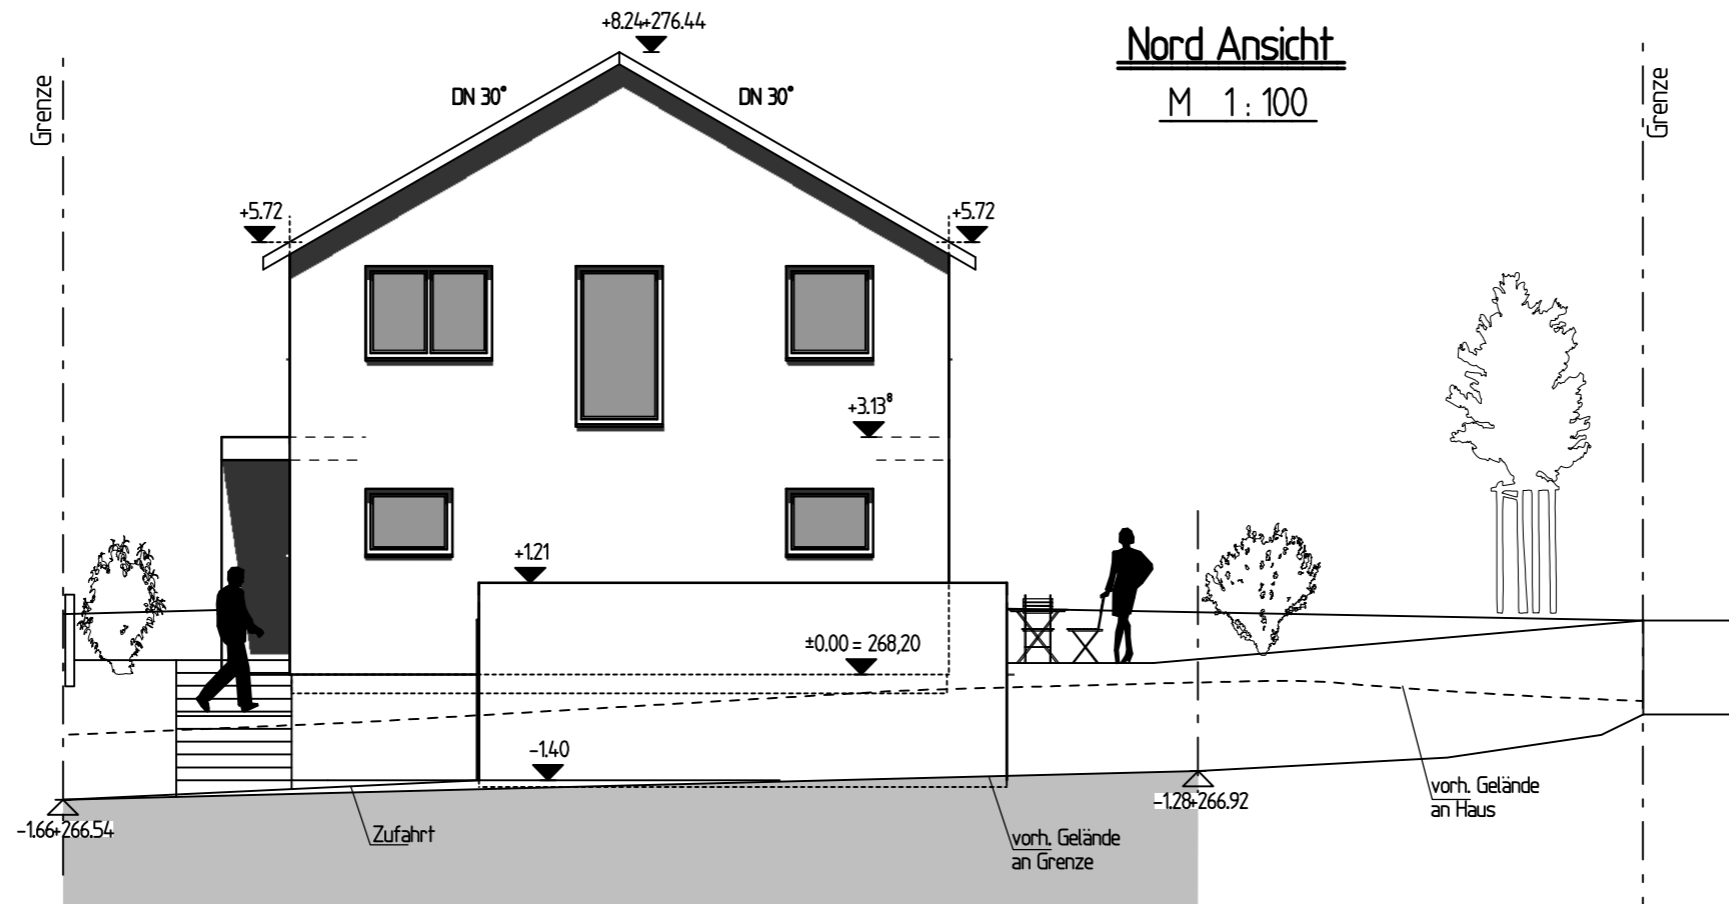 +8.24+276.44
Nord Ansicht
M 1 : 100
Grenze
Grenze
DN 30°
DN 30°
+5.72
+5.72
+3.13⁸
+1.21
±0.00 = 268,20
-1.40
-1.66+266.54
-1.28+266.92
Zufahrt
vorh. Gelände
an Grenze
vorh. Gelände
an Haus